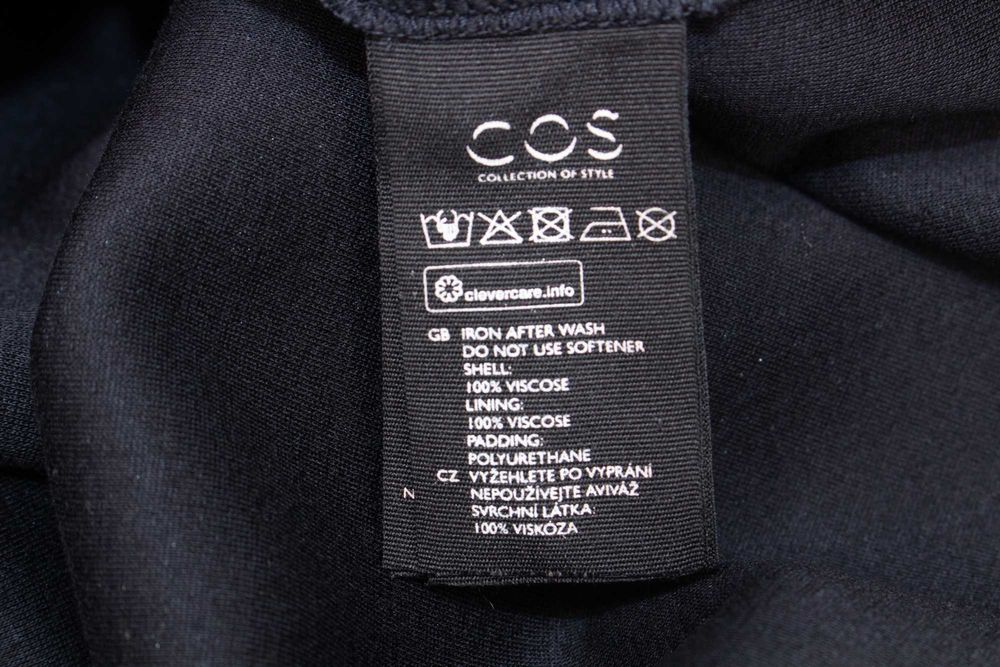 COS
COLLECTION OF STYLE
clevercare.info
GB IRON AFTER WASH
DO NOT USE SOFTENER
SHELL:
100% VISCOSE
LINING:
100% VISCOSE
PADDING:
POLYURETHANE
CZ VYŽEHLETE PO VYPRÁNÍ
NEPOUŽÍVEJTE AVIVÁŽ
SVRCHNÍ LÁTKA:
100% VISKÓZA
N